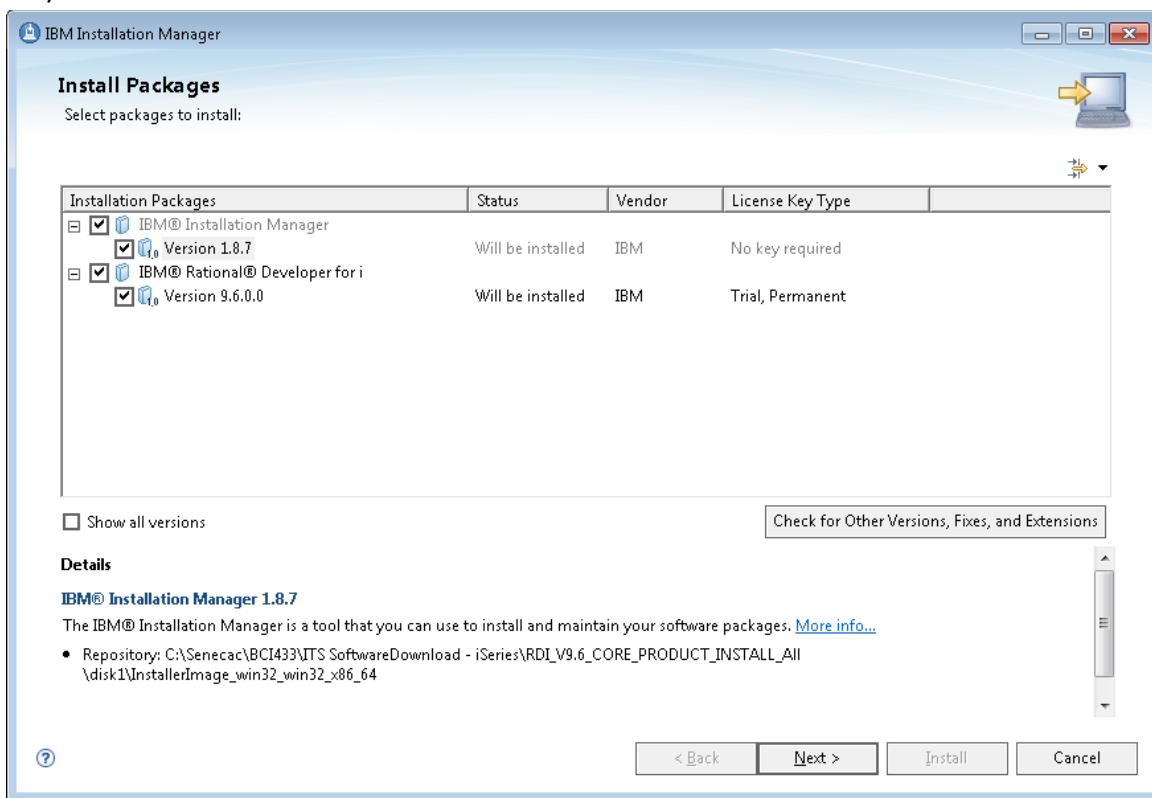 IBM Installation Manager
Install Packages
Select packages to install:
Installation Packages Status Vendor License Key Type
IBM® Installation Manager
Version 1.8.7 Will be installed IBM No key required
IBM® Rational® Developer for i
Version 9.6.0.0 Will be installed IBM Trial, Permanent
Show all versions Check for Other Versions, Fixes, and Extensions
Details
IBM® Installation Manager 1.8.7
The IBM® Installation Manager is a tool that you can use to install and maintain your software packages. More info...
• Repository: C:\Senecac\BCI433\ITS SoftwareDownload - iSeries\RDI_V9.6_CORE_PRODUCT_INSTALL_All
\disk1\InstallerImage_win32_win32_x86_64
< Back Next > Install Cancel